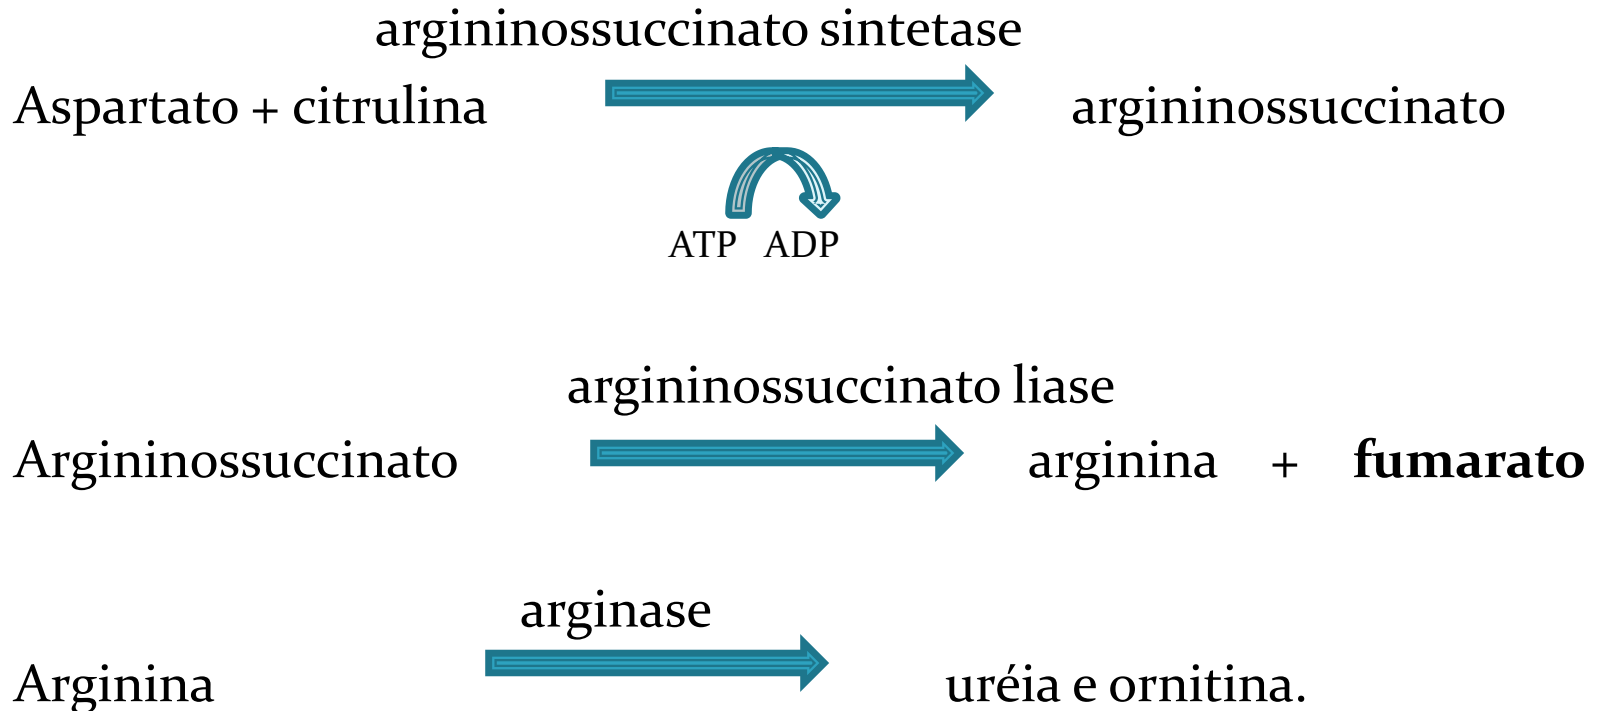 argininossuccinato sintetase
Aspartato + citrulina argininossuccinato
ATP ADP
argininossuccinato liase
Argininossuccinato arginina + fumarato
arginase
Arginina uréia e ornitina.